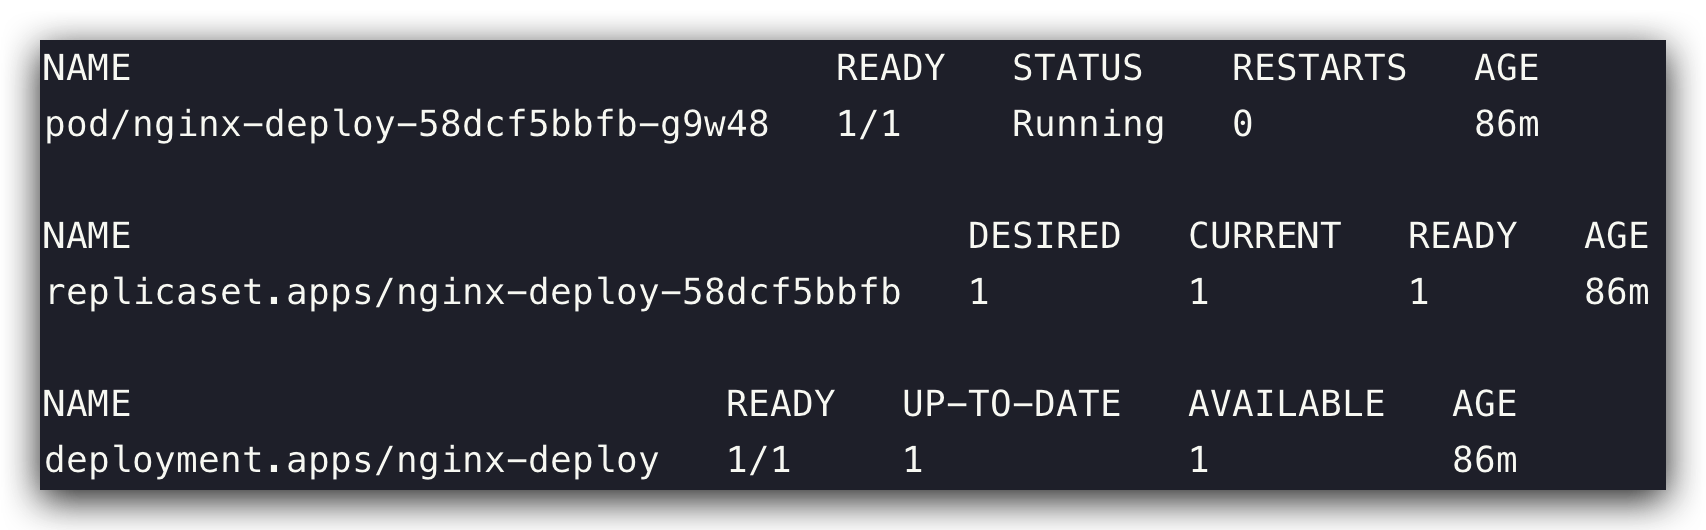 NAME READY STATUS RESTARTS AGE
pod/nginx-deploy-58dcf5bbfb-g9w48 1/1 Running 0 86m
NAME DESIRED CURRENT READY AGE
replicaset.apps/nginx-deploy-58dcf5bbfb 1 1 1 86m
NAME READY UP-TO-DATE AVAILABLE AGE
deployment.apps/nginx-deploy 1/1 1 1 86m